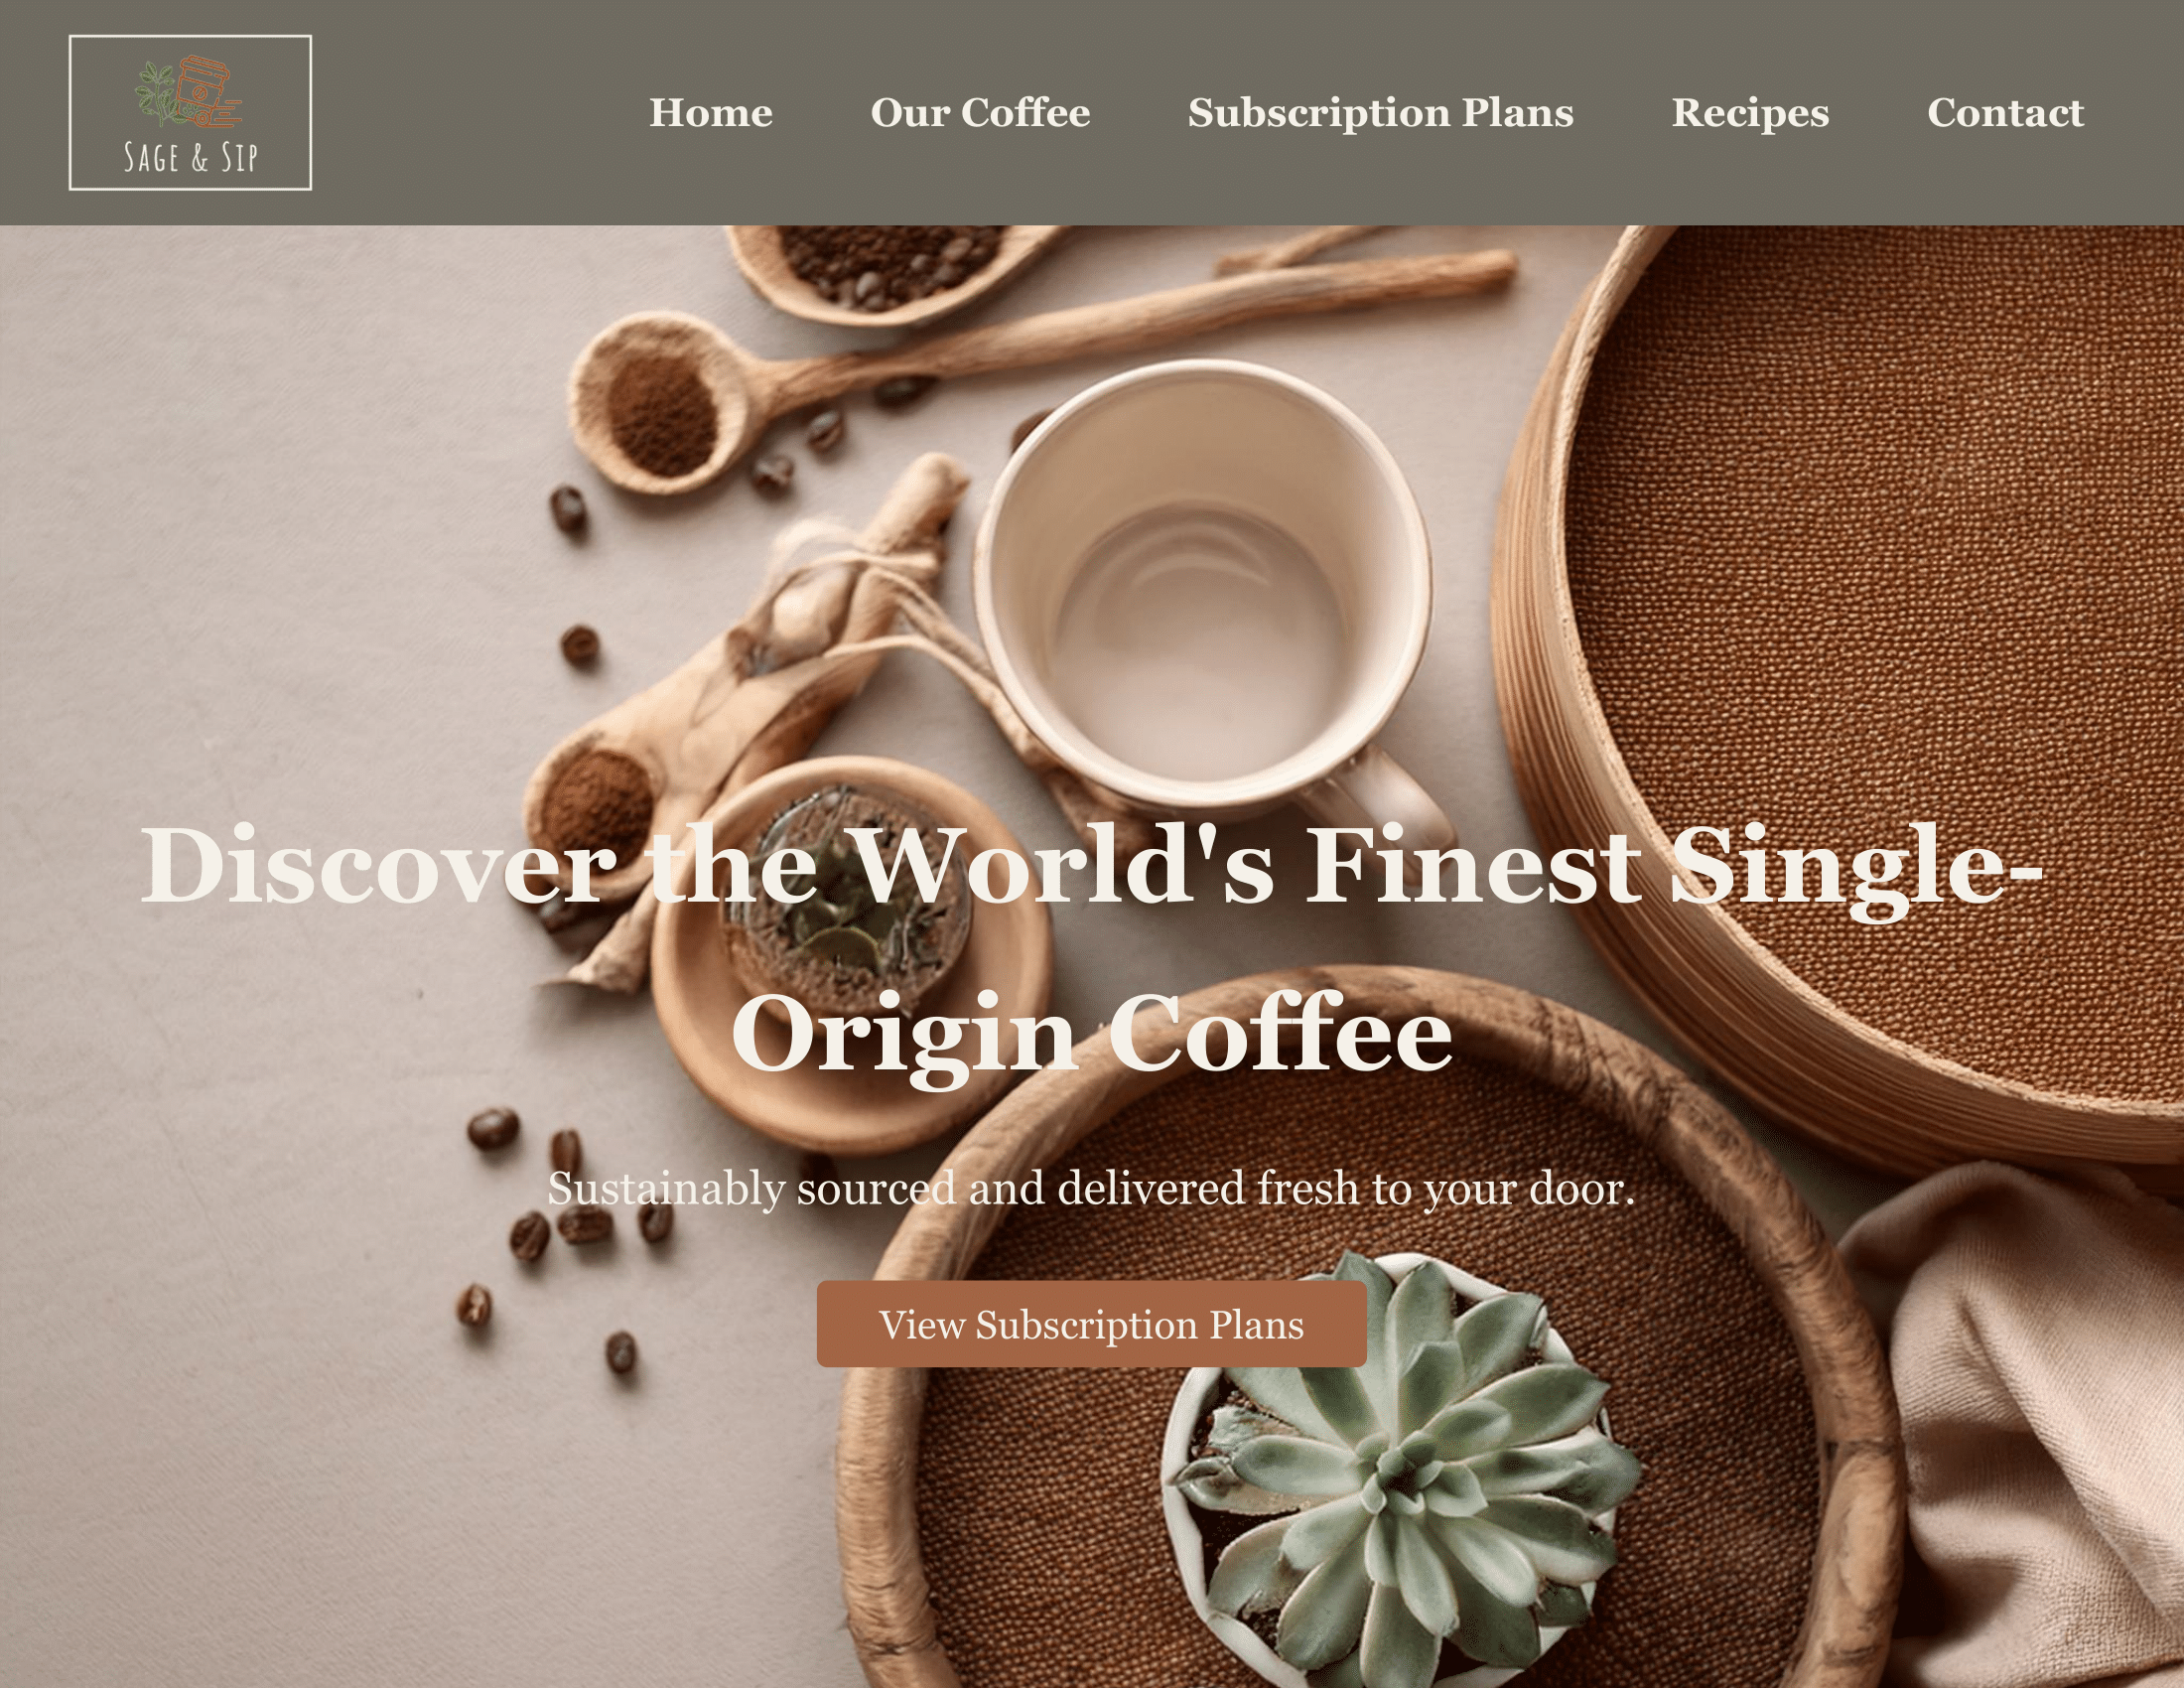 SAGE & SIP
Home Our Coffee Subscription Plans Recipes Contact
Discover the World's Finest Single-
Origin Coffee
Sustainably sourced and delivered fresh to your door.
View Subscription Plans